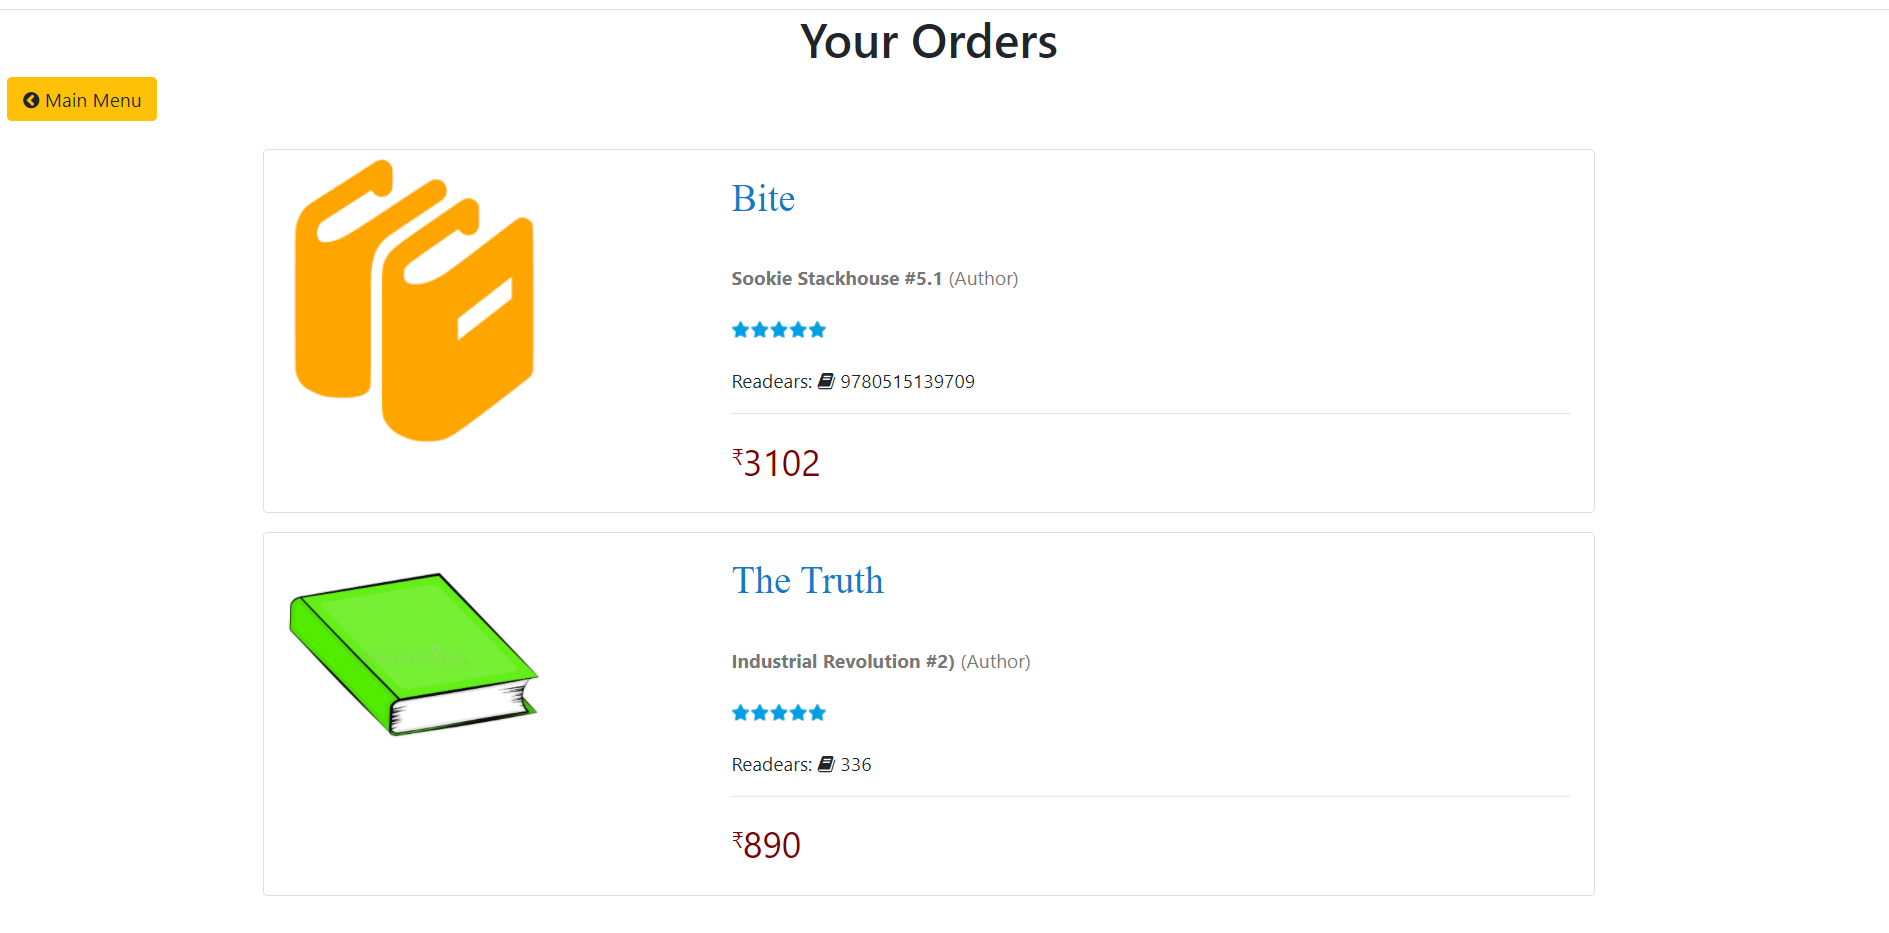 Your Orders
Main Menu
Bite
Sookie Stackhouse #5.1 (Author)
Readears: 9780515139709
₹3102
The Truth
Industrial Revolution #2) (Author)
Readears: 336
₹890